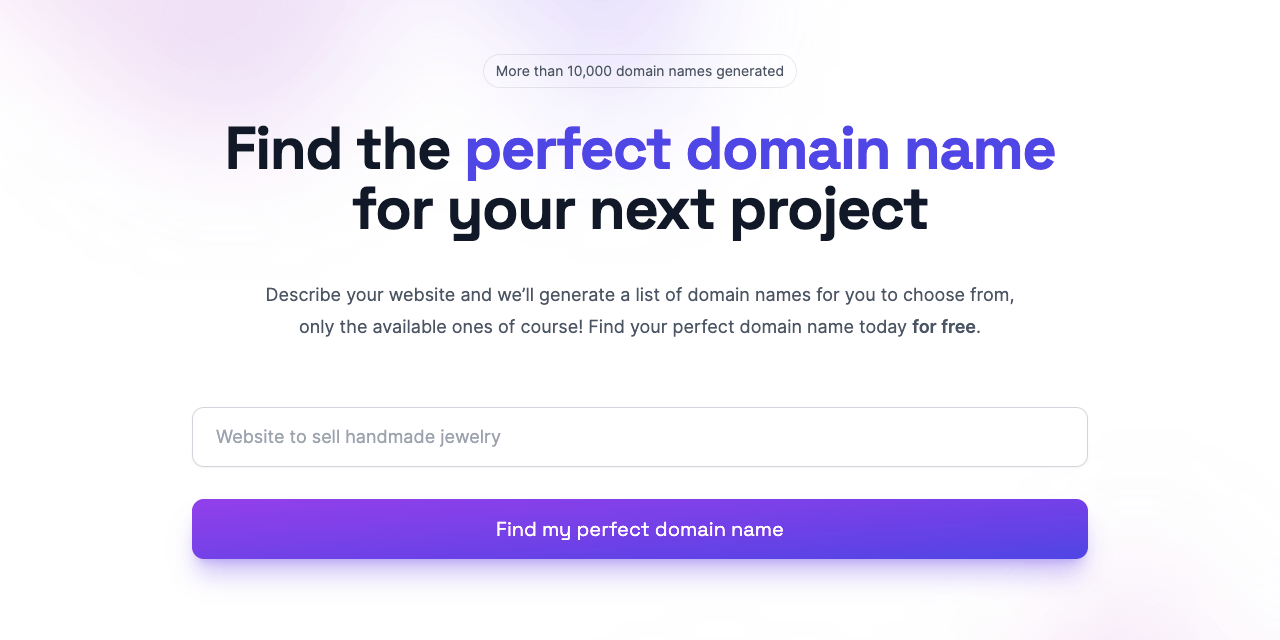 More than 10,000 domain names generated
Find the perfect domain name
for your next project
Describe your website and we’ll generate a list of domain names for you to choose from,
only the available ones of course! Find your perfect domain name today for free.
Website to sell handmade jewelry
Find my perfect domain name